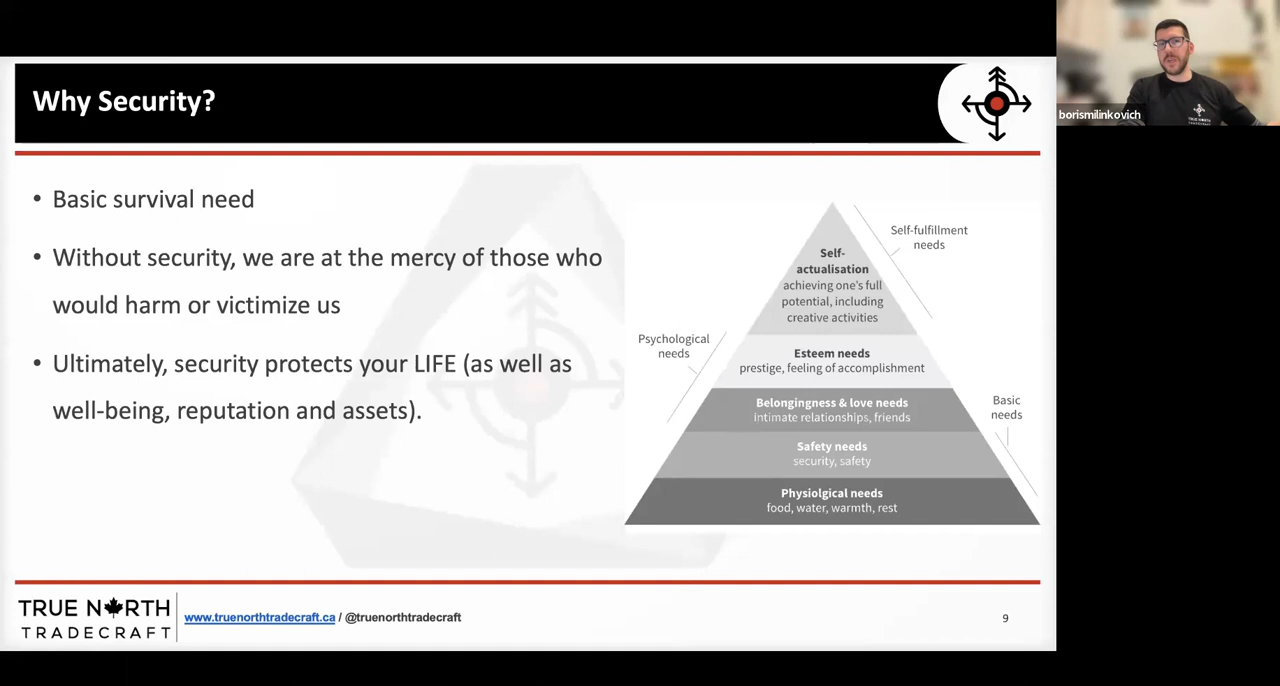 Why Security?
borismilinkovich
TRUE NORTH
TRADECRAFT
• Basic survival need
• Without security, we are at the mercy of those who
would harm or victimize us
• Ultimately, security protects your LIFE (as well as
well-being, reputation and assets).
Self-fulfillment
needs
Self-
actualisation
achieving one's full
potential, including
creative activities
Psychological
needs
Esteem needs
prestige, feeling of accomplishment
Basic
needs
Belongingness & love needs
intimate relationships, friends
Safety needs
security, safety
Physiolgical needs
food, water, warmth, rest
TRUE NORTH
TRADECRAFT
www.truenorthtradecraft.ca / @truenorthtradecraft
9